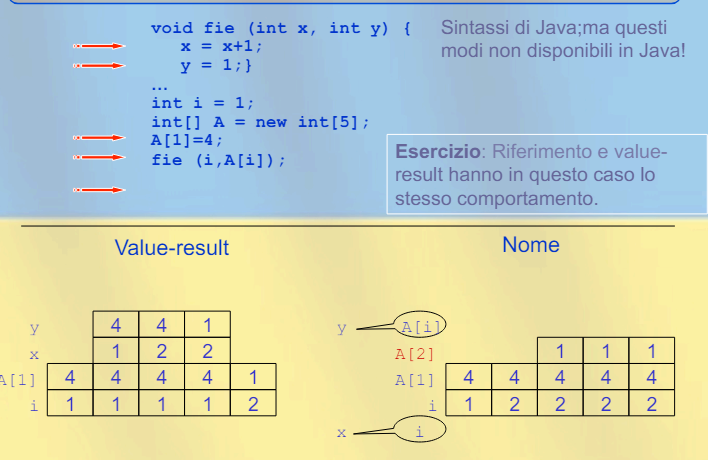 void fie (int x, int y) {
x = x+1;
y = 1;}
…
int i = 1;
int[] A = new int[5];
A[1]=4;
fie (i,A[i]);
Sintassi di Java;ma questi
modi non disponibili in Java!
Esercizio: Riferimento e value-
result hanno in questo caso lo
stesso comportamento.
Value-result
y 4 4 1
x 1 2 2
A[1] 4 4 4 4 1
i 1 1 1 1 2
Nome
y A[i]
A[2] 1 1 1
A[1] 4 4 4 4 4
i 1 2 2 2 2
x i